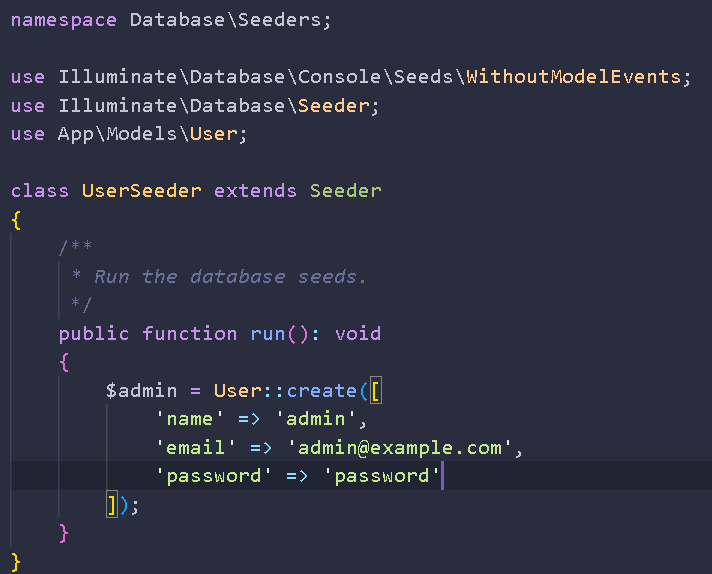 namespace Database\Seeders;
use Illuminate\Database\Console\Seeds\WithoutModelEvents;
use Illuminate\Database\Seeder;
use App\Models\User;
class UserSeeder extends Seeder
{
    /**
     * Run the database seeds.
     */
    public function run(): void
    {
        $admin = User::create([
            'name' => 'admin',
            'email' => 'admin@example.com',
            'password' => 'password'
        ]);
    }
}